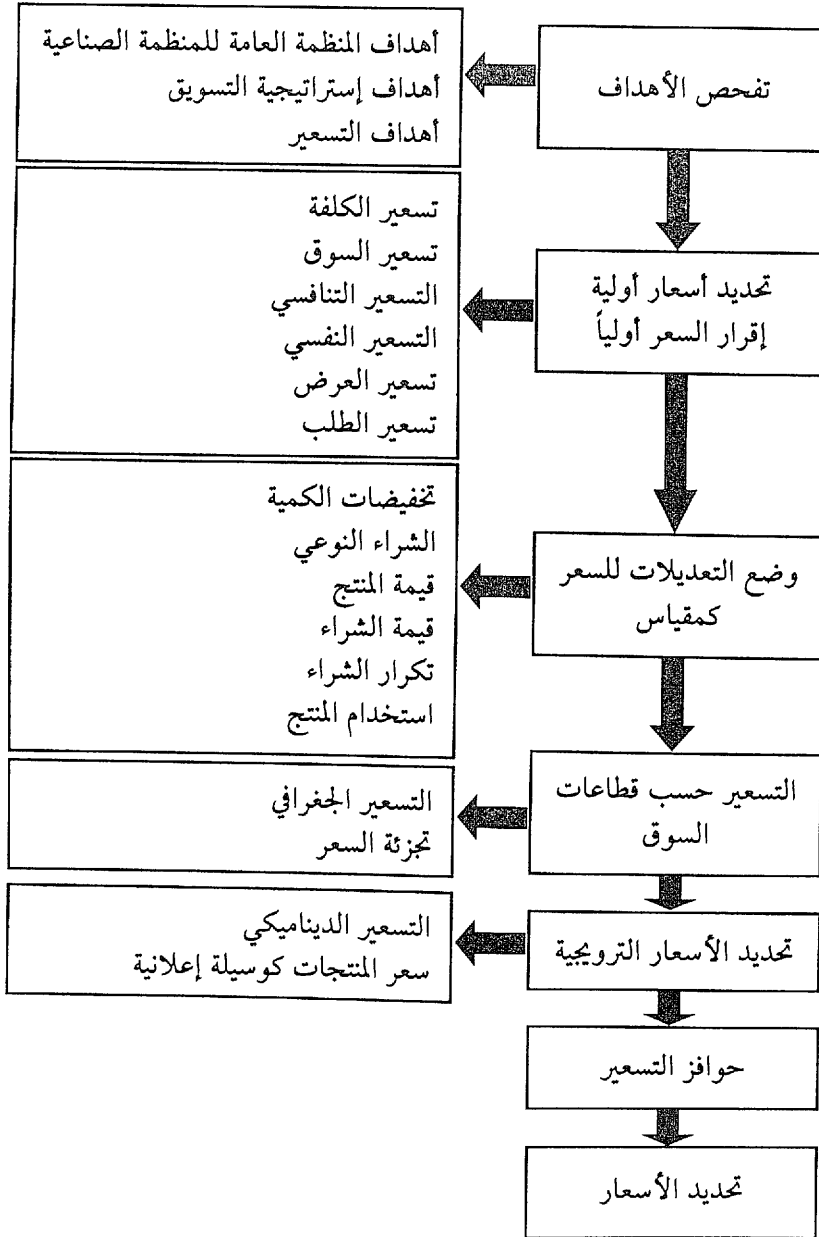 تفحص الأهداف
أهداف المنظمة العامة للمنظمة الصناعية
أهداف إستراتيجية التسويق
أهداف التسعير
تحديد أسعار أولية
إقرار السعر أولياً
تسعير الكلفة
تسعير السوق
التسعير التنافسي
التسعير النفسي
تسعير العرض
تسعير الطلب
وضع التعديلات للسعر
كمقياس
تخفيضات الكمية
الشراء النوعي
قيمة المنتج
قيمة الشراء
تكرار الشراء
استخدام المنتج
التسعير حسب قطاعات
السوق
التسعير الجغرافي
تجزئة السعر
تحديد الأسعار الترويجية
التسعير الديناميكي
سعر المنتجات كوسيلة إعلانية
حوافز التسعير
تحديد الأسعار